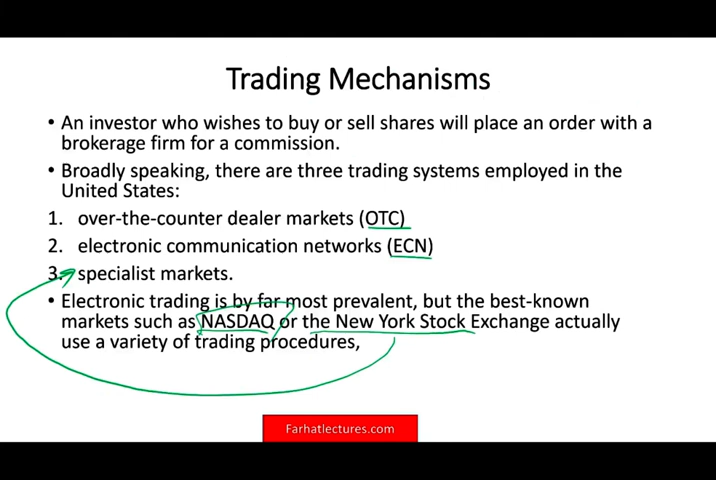 Trading Mechanisms
• An investor who wishes to buy or sell shares will place an order with a
brokerage firm for a commission.
• Broadly speaking, there are three trading systems employed in the
United States:
1. over-the-counter dealer markets (OTC)
2. electronic communication networks (ECN)
3. specialist markets.
• Electronic trading is by far most prevalent, but the best-known
markets such as NASDAQ or the New York Stock Exchange actually
use a variety of trading procedures,
Farhatlectures.com